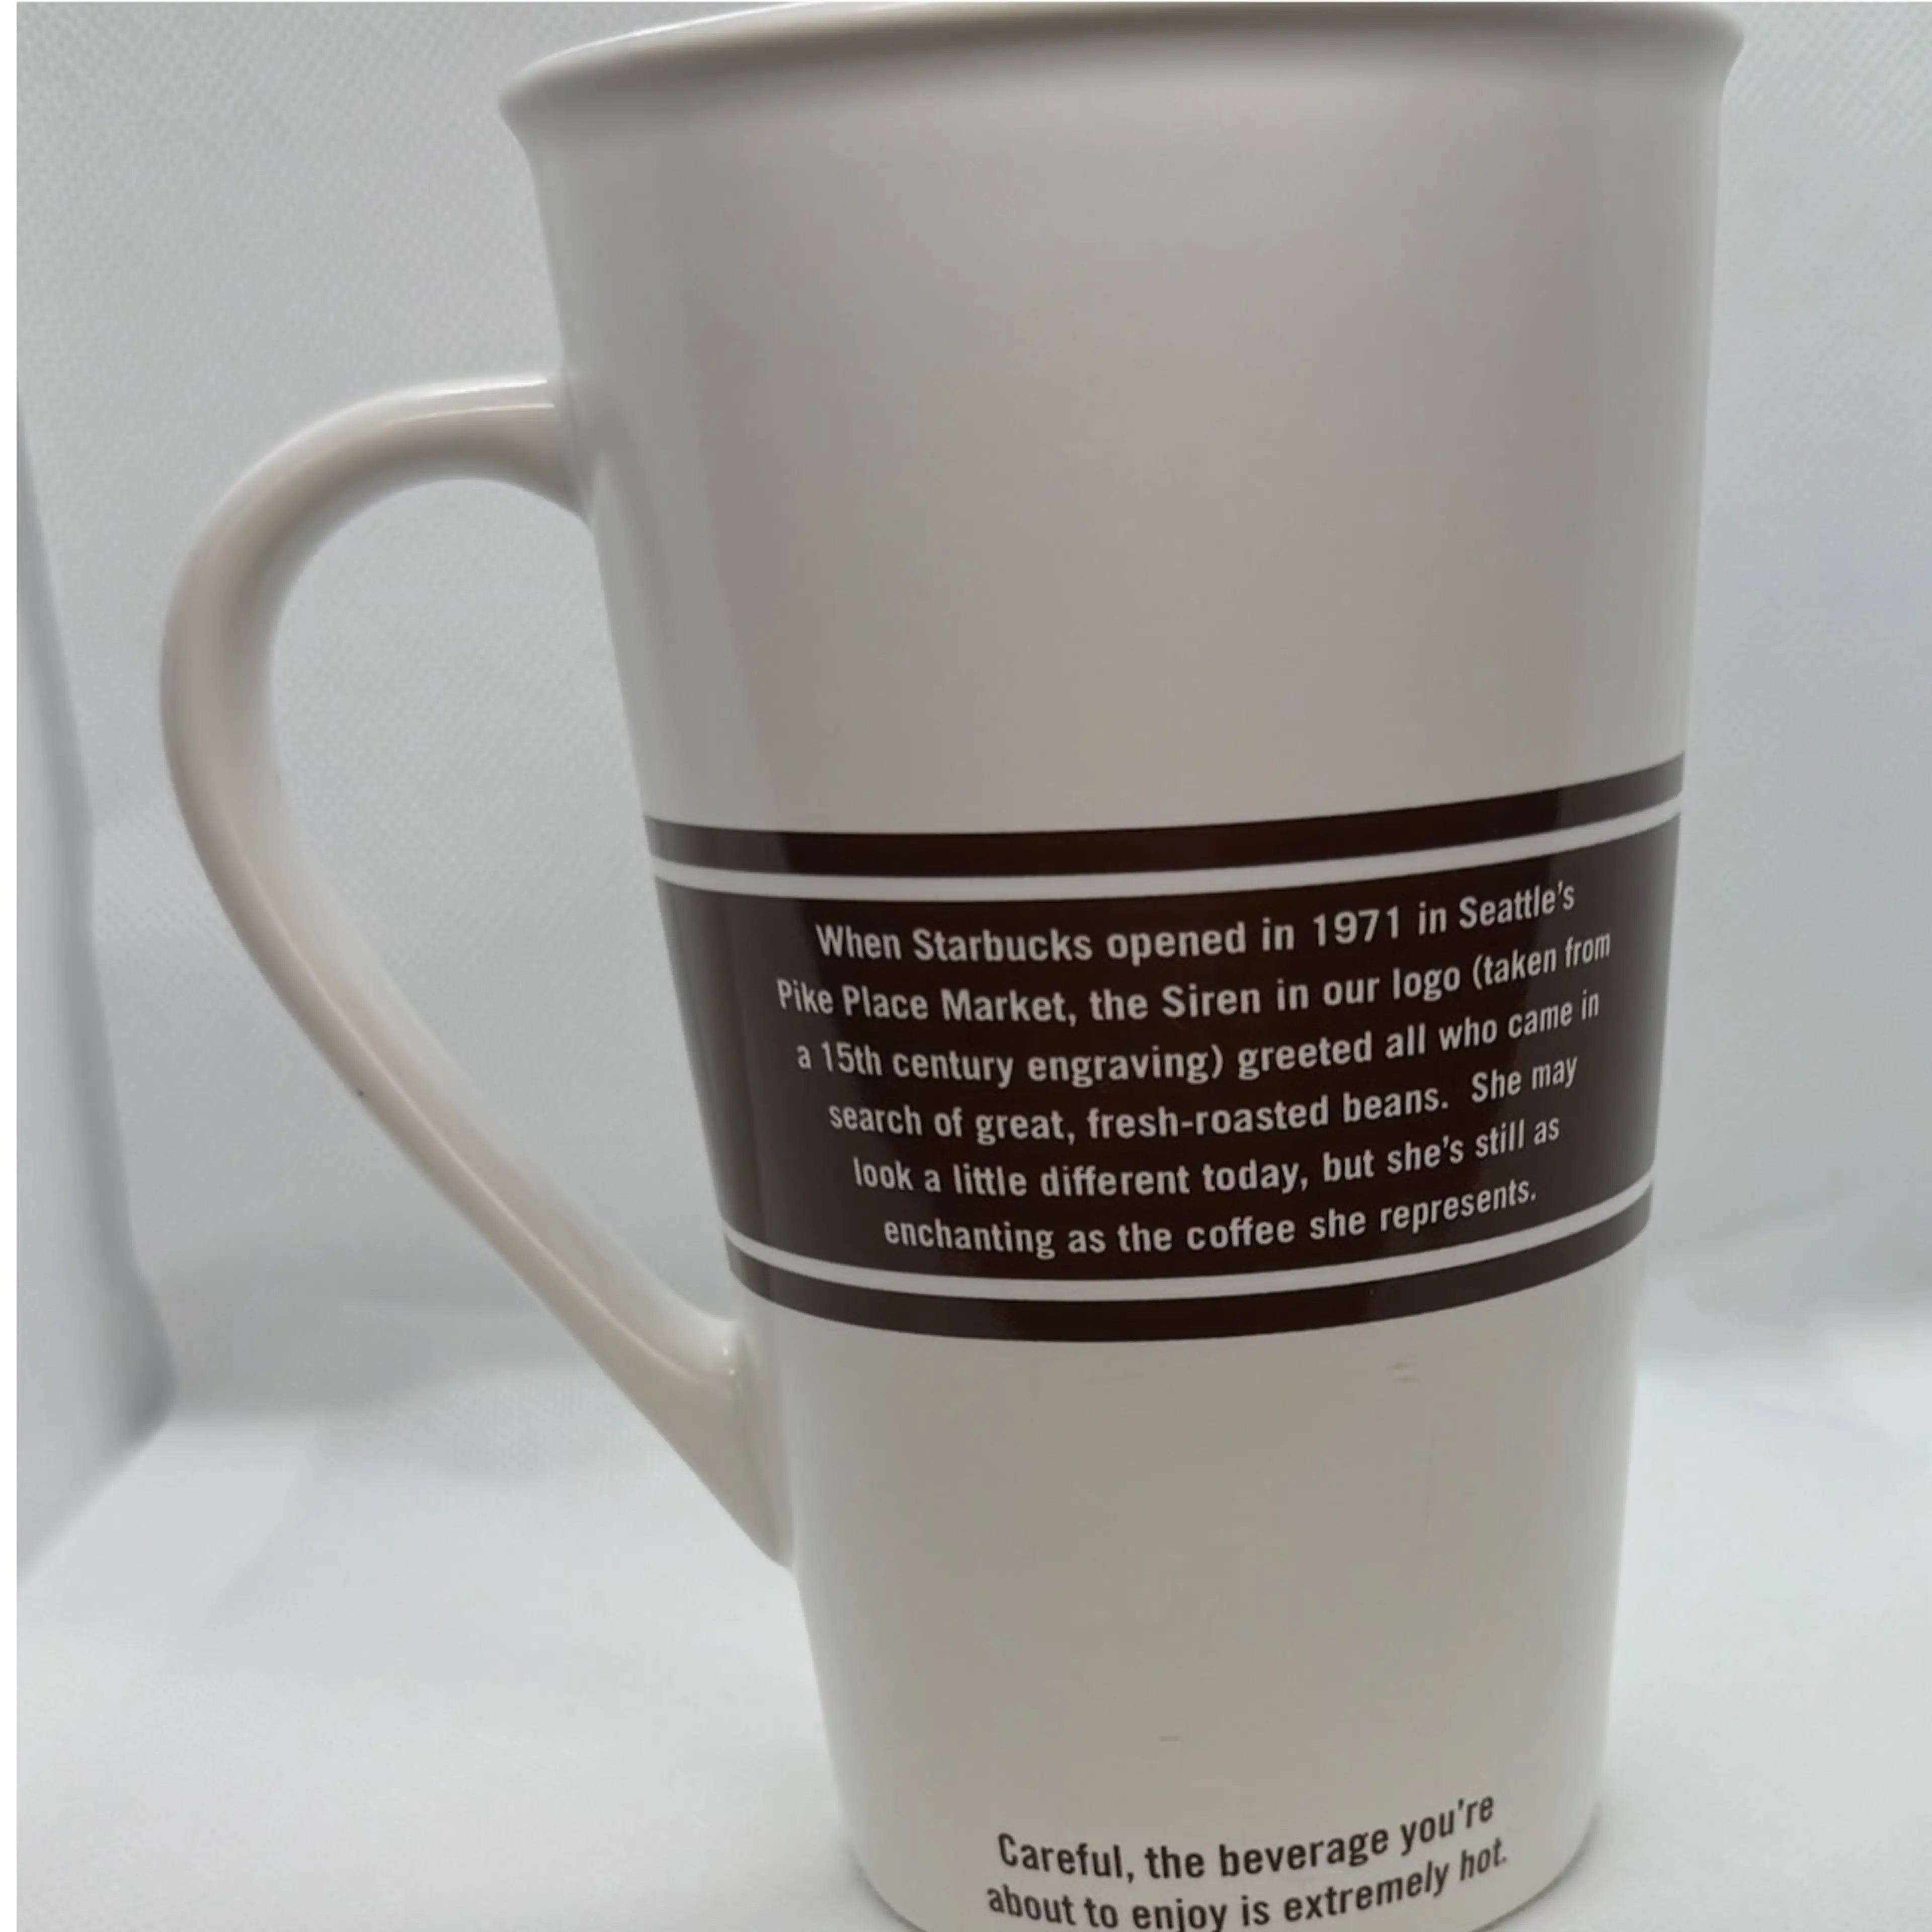 When Starbucks opened in 1971 in Seattle's
Pike Place Market, the Siren in our logo (taken from
a 15th century engraving) greeted all who came in
search of great, fresh-roasted beans. She may
look a little different today, but she's still as
enchanting as the coffee she represents.
Careful, the beverage you're
about to enjoy is extremely hot.